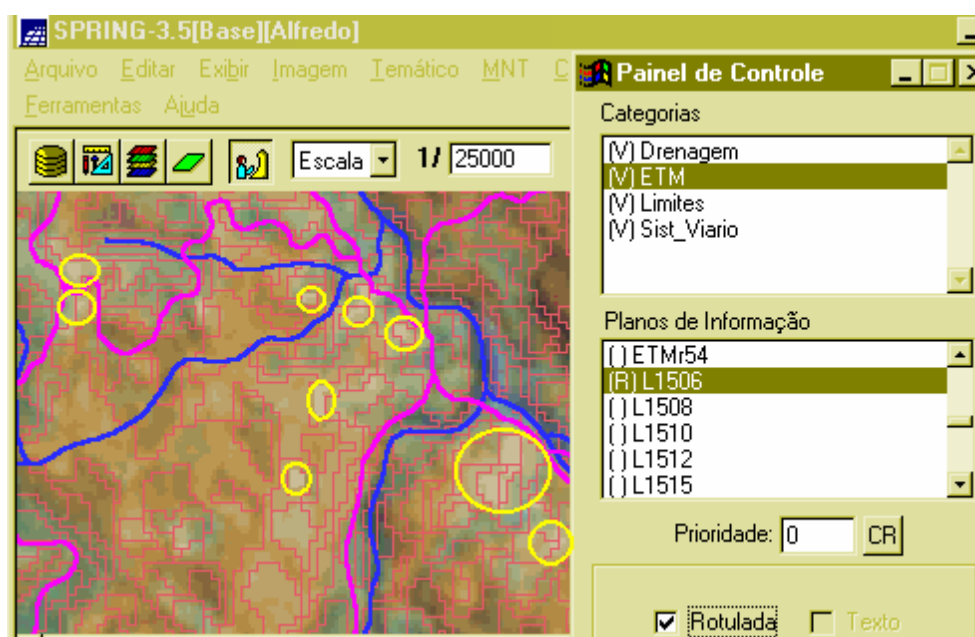 SPRING-3.5[Base][Alfredo]
Arquivo Editar Exibir Imagem Temático MNT C
Ferramentas Ajuda
Escala 1/ 25000
Painel de Controle
Categorias
(V) Drenagem
(V) ETM
(V) Limites
(V) Sist_Viario
Planos de Informação
( ) ETMr54
(R) L1506
( ) L1508
( ) L1510
( ) L1512
( ) L1515
Prioridade: 0 CR
Rotulada Texto